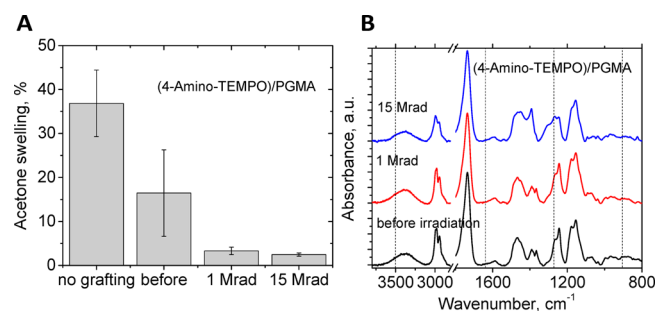 A
(4-Amino-TEMPO)/PGMA
Acetone swelling, %
50
40
30
20
10
0
no grafting before 1 Mrad 15 Mrad
B
(4-Amino-TEMPO)/PGMA
15 Mrad
1 Mrad
before irradiation
Absorbance, a.u.
3500 3000 1600 1200 800
Wavenumber, cm-1